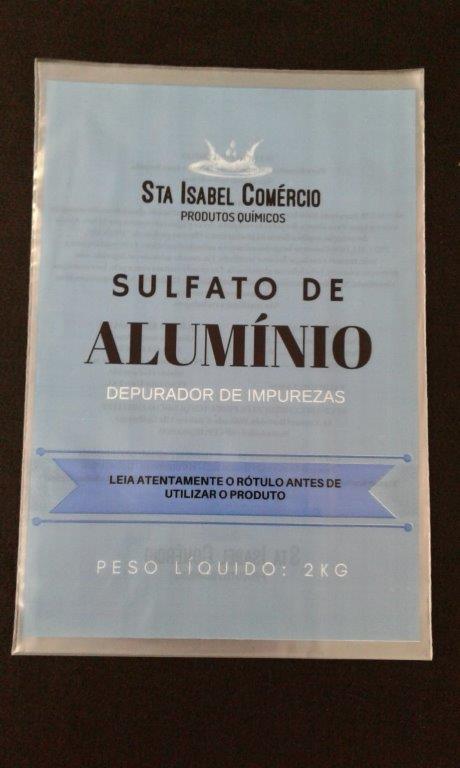 STA ISABEL COMÉRCIO
PRODUTOS QUÍMICOS
SULFATO DE
ALUMÍNIO
DEPURADOR DE IMPUREZAS
LEIA ATENTAMENTE O RÓTULO ANTES DE
UTILIZAR O PRODUTO
PESO LÍQUIDO: 2KG